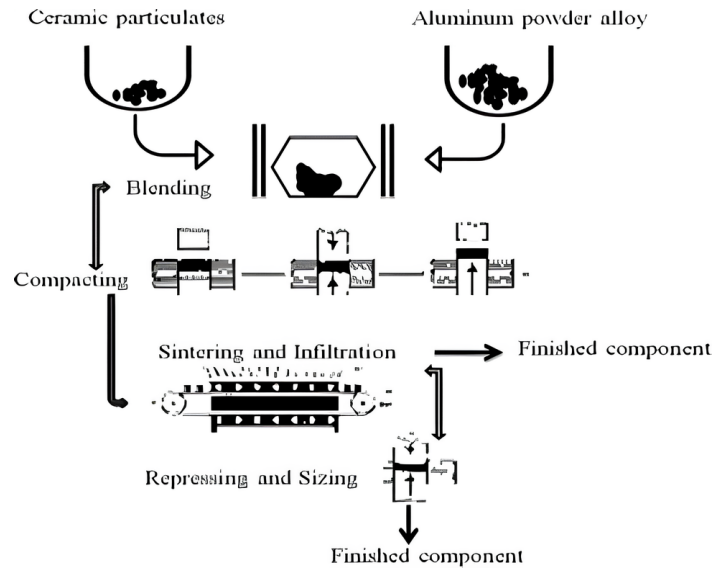 Ceramic particulates
Aluminum powder alloy
Blending
Compacting
Sintering and Infiltration
Finished component
Repressing and Sizing
Finished component